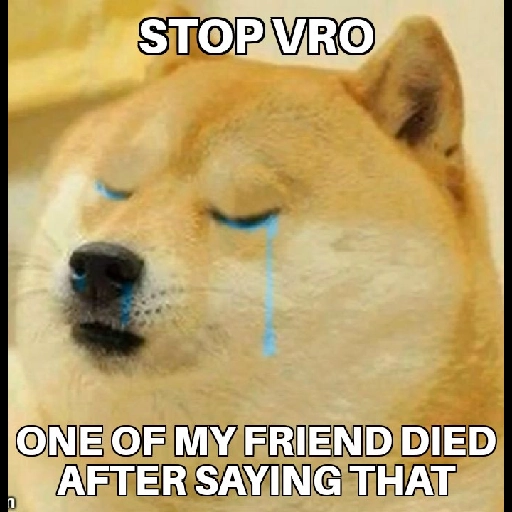 STOP VRO
ONE OF MY FRIEND DIED
AFTER SAYING THAT